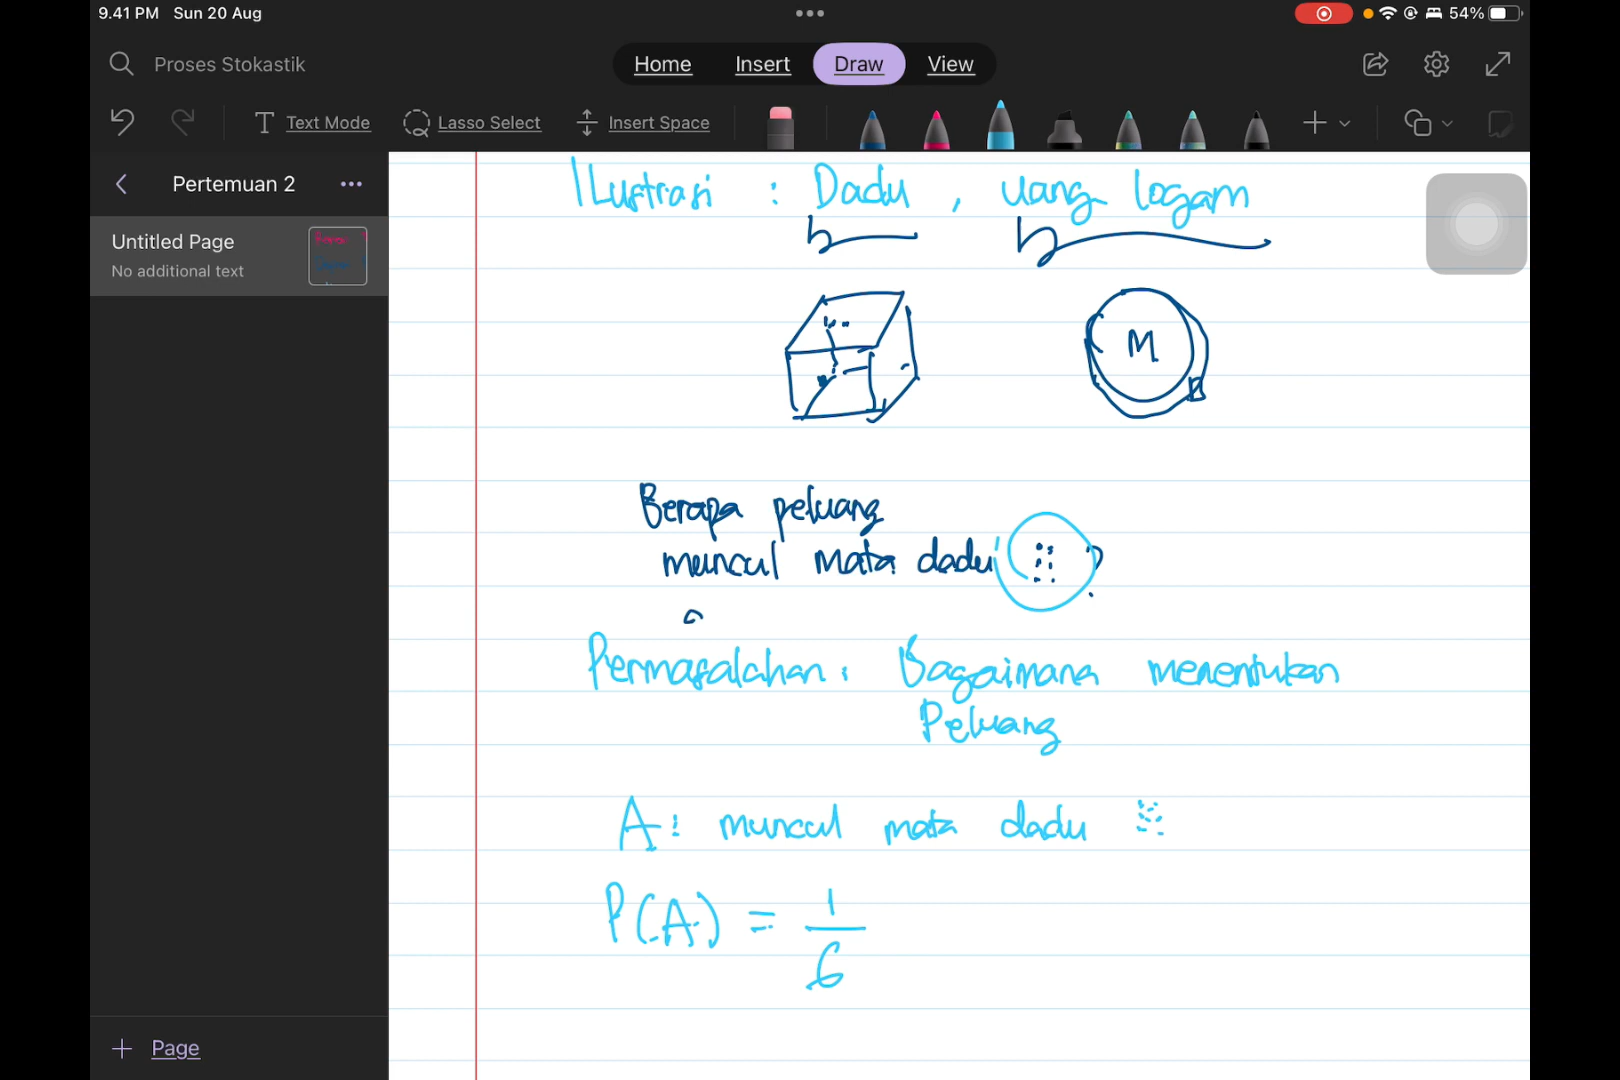 9.41 PM Sun 20 Aug
54%
Proses Stokastik
Home Insert Draw View
Text Mode Lasso Select Insert Space
Pertemuan 2
Untitled Page
No additional text
Page
Ilustrasi : Dadu , uang logam
M
B
Berapa peluang
muncul mata dadu ?
Permasalahan : Bagaimana menentukan
Peluang
A : muncul mata dadu
P(A) = 1/6